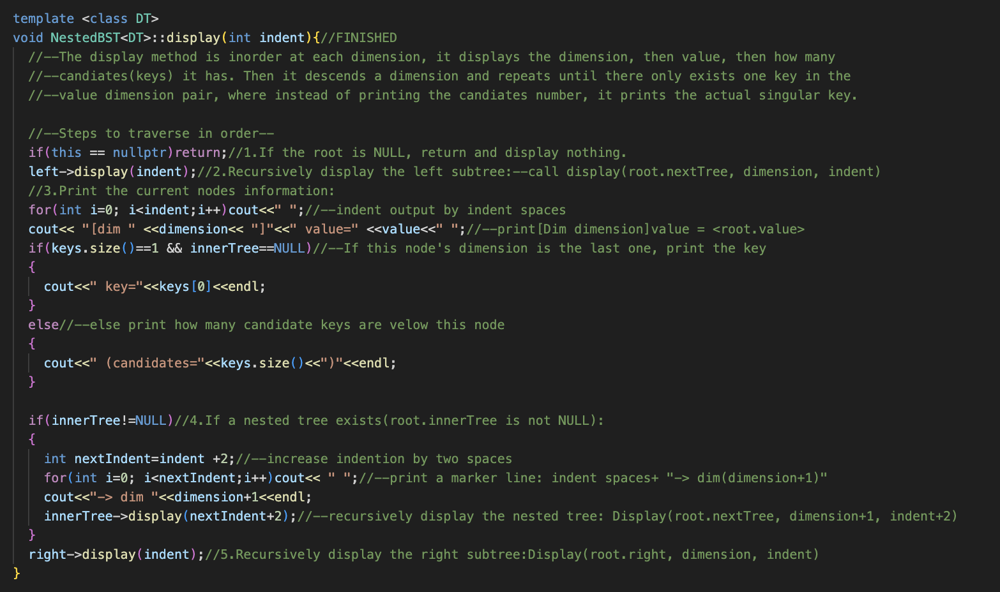 template <class DT>
void NestedBST<DT>::display(int indent){//FINISHED
//--The display method is inorder at each dimension, it displays the dimension, then value, then how many
//--candiates(keys) it has. Then it descends a dimension and repeats until there only exists one key in the
//--value dimension pair, where instead of printing the candiates number, it prints the actual singular key.
//--Steps to traverse in order--
if(this == nullptr)return;//1.If the root is NULL, return and display nothing.
left->display(indent);//2.Recursively display the left subtree:--call display(root.nextTree, dimension, indent)
//3.Print the current nodes information:
for(int i=0; i<indent;i++)cout<<" ";//--indent output by indent spaces
cout<< "[dim " <<dimension<< "]"<<" value=" <<value<<" ";//--print[Dim dimension]value = <root.value>
if(keys.size()==1 && innerTree==NULL)//--If this node's dimension is the last one, print the key
{
cout<<" key="<<keys[0]<<endl;
}
else//--else print how many candidate keys are velow this node
{
cout<<" (candidates="<<keys.size()<<")"<<endl;
}
if(innerTree!=NULL)//4.If a nested tree exists(root.innerTree is not NULL):
{
int nextIndent=indent +2;//--increase indention by two spaces
for(int i=0; i<nextIndent;i++)cout<< " ";//--print a marker line: indent spaces+ "-> dim(dimension+1)"
cout<<"-> dim "<<dimension+1<<endl;
innerTree->display(nextIndent+2);//--recursively display the nested tree: Display(root.nextTree, dimension+1, indent+2)
}
right->display(indent);//5.Recursively display the right subtree:Display(root.right, dimension, indent)
}